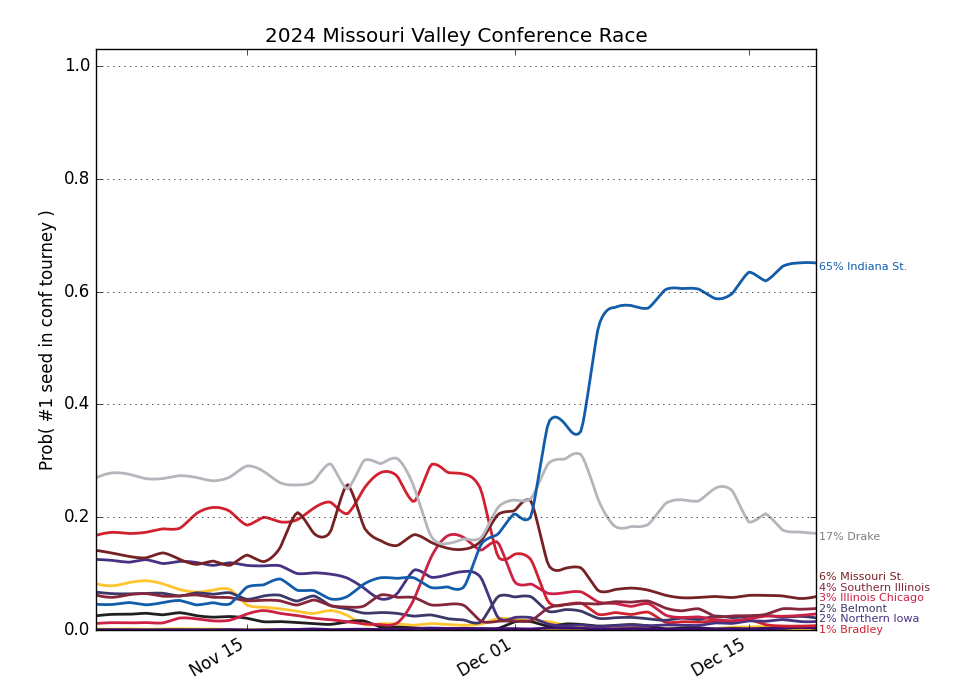 2024 Missouri Valley Conference Race
Prob( #1 seed in conf tourney )
1.0
0.8
0.6
0.4
0.2
0.0
Nov 15
Dec 01
Dec 15
65% Indiana St.
17% Drake
6% Missouri St.
4% Southern Illinois
3% Illinois Chicago
2% Belmont
2% Northern Iowa
1% Bradley